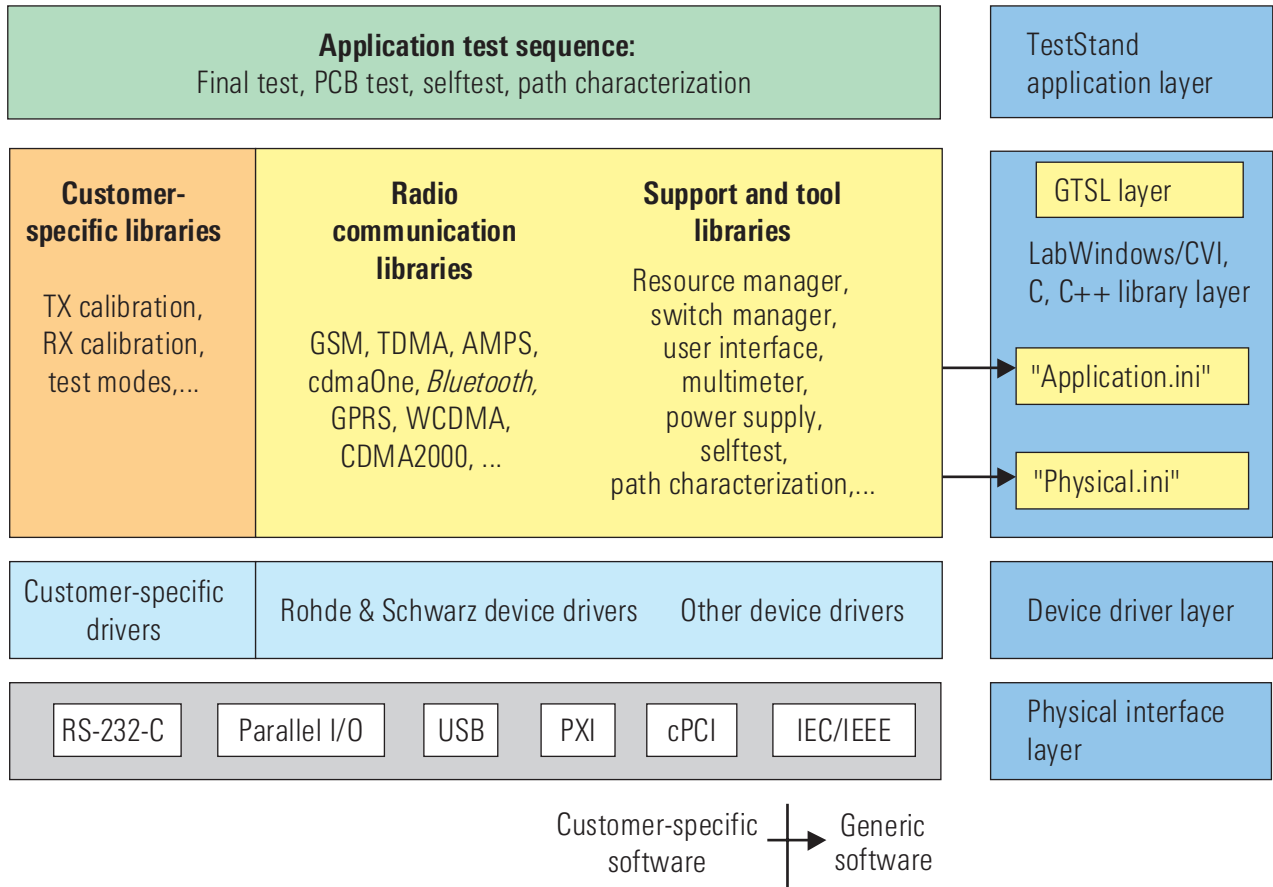 Application test sequence:
Final test, PCB test, selftest, path characterization
TestStand
application layer
Customer-
specific libraries
TX calibration,
RX calibration,
test modes,...
Radio
communication
libraries
GSM, TDMA, AMPS,
cdmaOne, Bluetooth,
GPRS, WCDMA,
CDMA2000, ...
Support and tool
libraries
Resource manager,
switch manager,
user interface,
multimeter,
power supply,
selftest,
path characterization,...
GTSL layer
LabWindows/CVI,
C, C++ library layer
"Application.ini"
"Physical.ini"
Customer-specific
drivers
Rohde & Schwarz device drivers
Other device drivers
Device driver layer
RS-232-C
Parallel I/O
USB
PXI
cPCI
IEC/IEEE
Physical interface
layer
Customer-specific
software
Generic
software